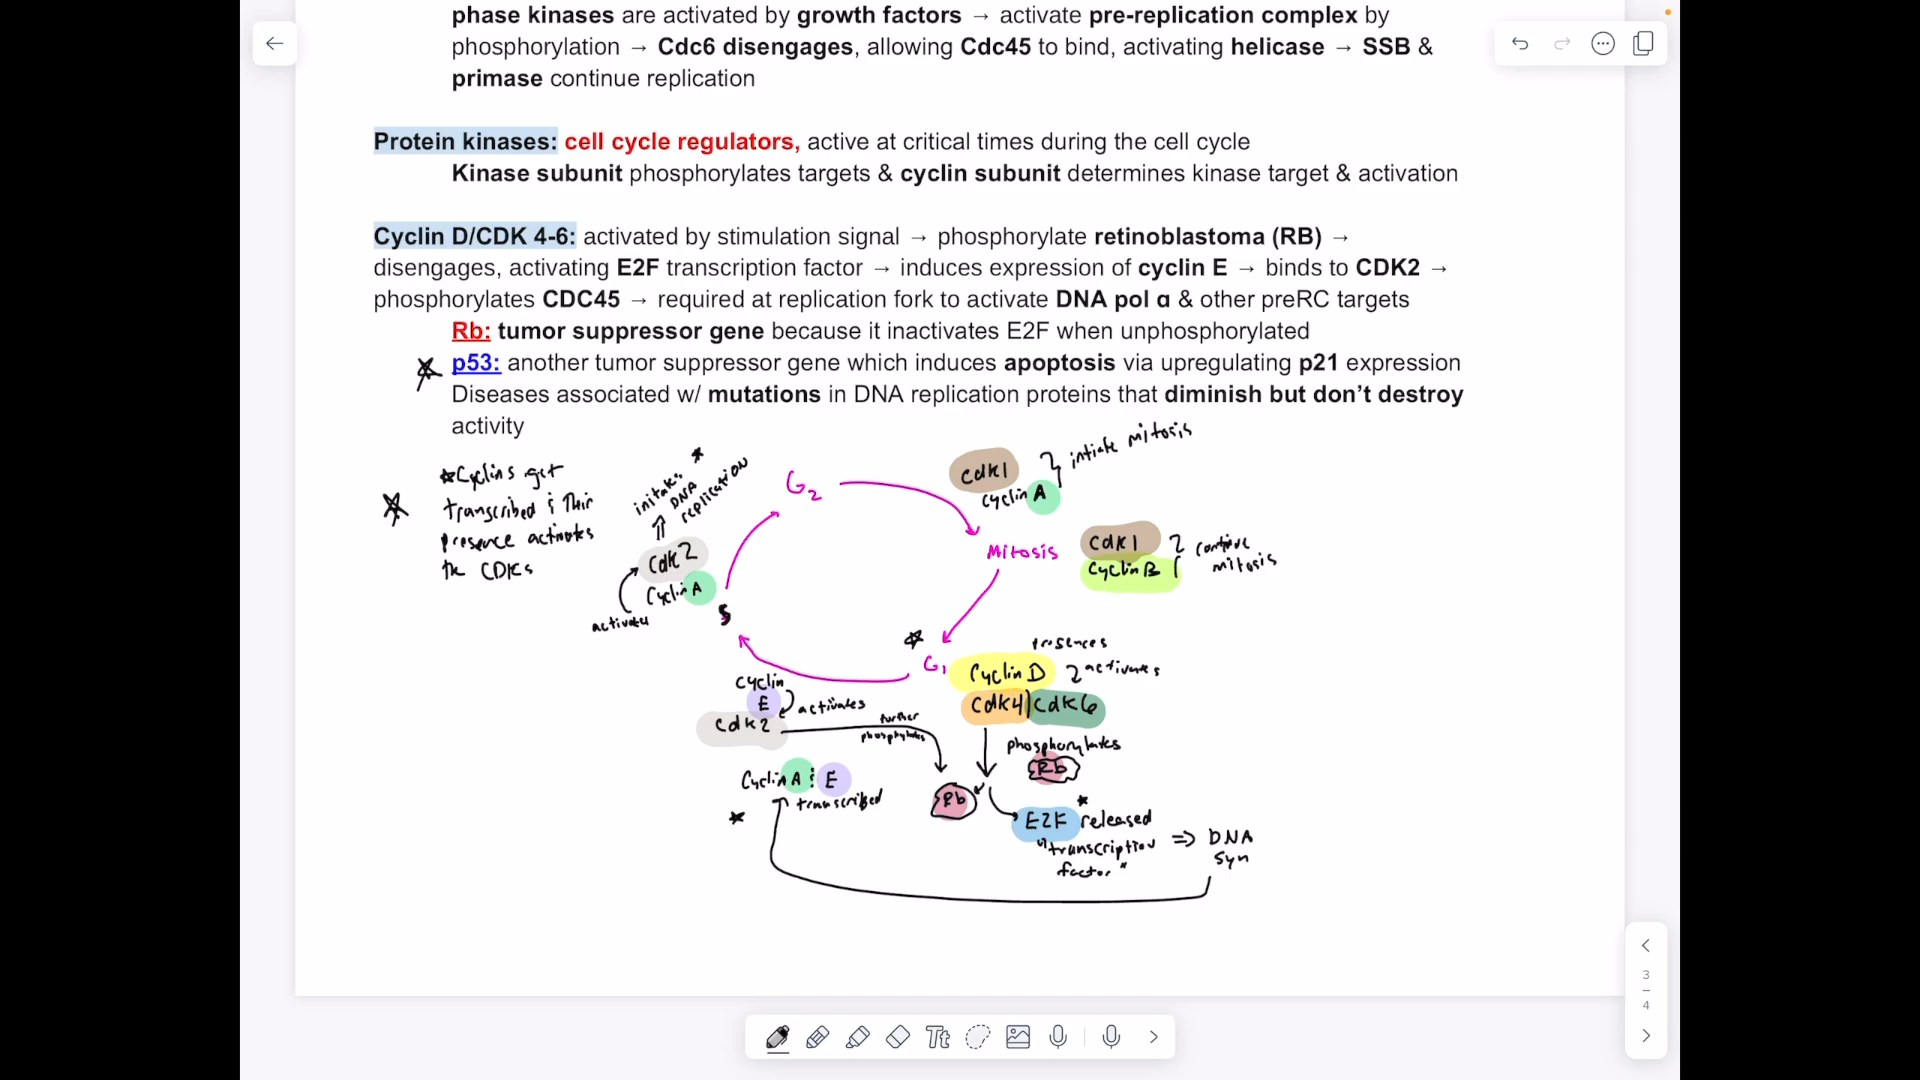 phase kinases are activated by growth factors → activate pre-replication complex by
phosphorylation → Cdc6 disengages, allowing Cdc45 to bind, activating helicase → SSB &
primase continue replication
Protein kinases: cell cycle regulators, active at critical times during the cell cycle
Kinase subunit phosphorylates targets & cyclin subunit determines kinase target & activation
Cyclin D/CDK 4-6: activated by stimulation signal → phosphorylate retinoblastoma (RB) →
disengages, activating E2F transcription factor → induces expression of cyclin E → binds to CDK2 →
phosphorylates CDC45 → required at replication fork to activate DNA pol α & other preRC targets
Rb: tumor suppressor gene because it inactivates E2F when unphosphorylated
p53: another tumor suppressor gene which induces apoptosis via upregulating p21 expression
Diseases associated w/ mutations in DNA replication proteins that diminish but don't destroy
activity
Cyclins get
transcribed & their
presence activates
the CDKs
initates
DNA
replication
Cdk2
Cyclin A
activates
S
G2
Cdk1
Cyclin A
intiate mitosis
Mitosis
Cdk1
Cyclin B
continue
mitosis
G1
presences
Cyclin D
activates
Cdk4/Cdk6
phosphorylates
Rb
Cyclin
E
activates
Cdk2
further
phosphylates
Cyclin A & E
transcribed
Rb
E2F released
"transcription
factor"
⇒ DNA
syn
Tt
3
4